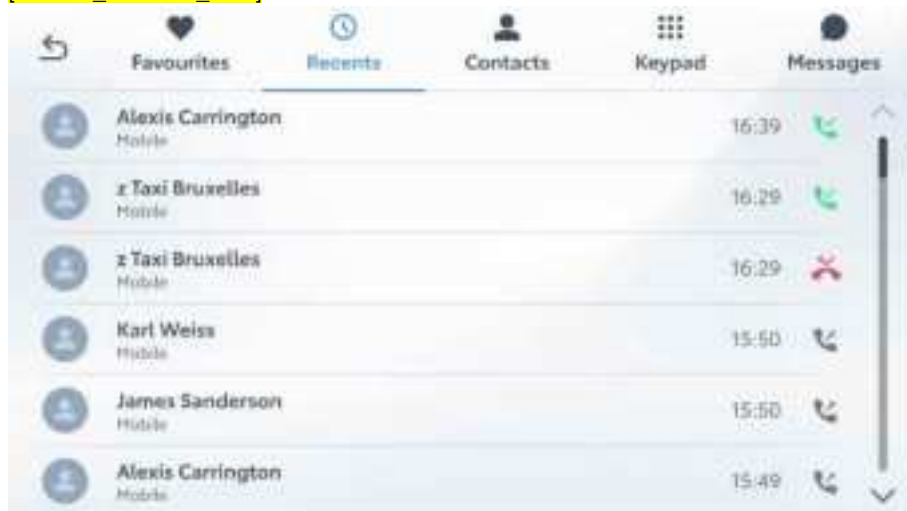 Favourites
Recents
Contacts
Keypad
Messages
Alexis Carrington
Mobile
16:39
z Taxi Bruxelles
Mobile
16:29
z Taxi Bruxelles
Mobile
16:29
Karl Weiss
Mobile
15:50
James Sanderson
Mobile
15:50
Alexis Carrington
Mobile
15:49